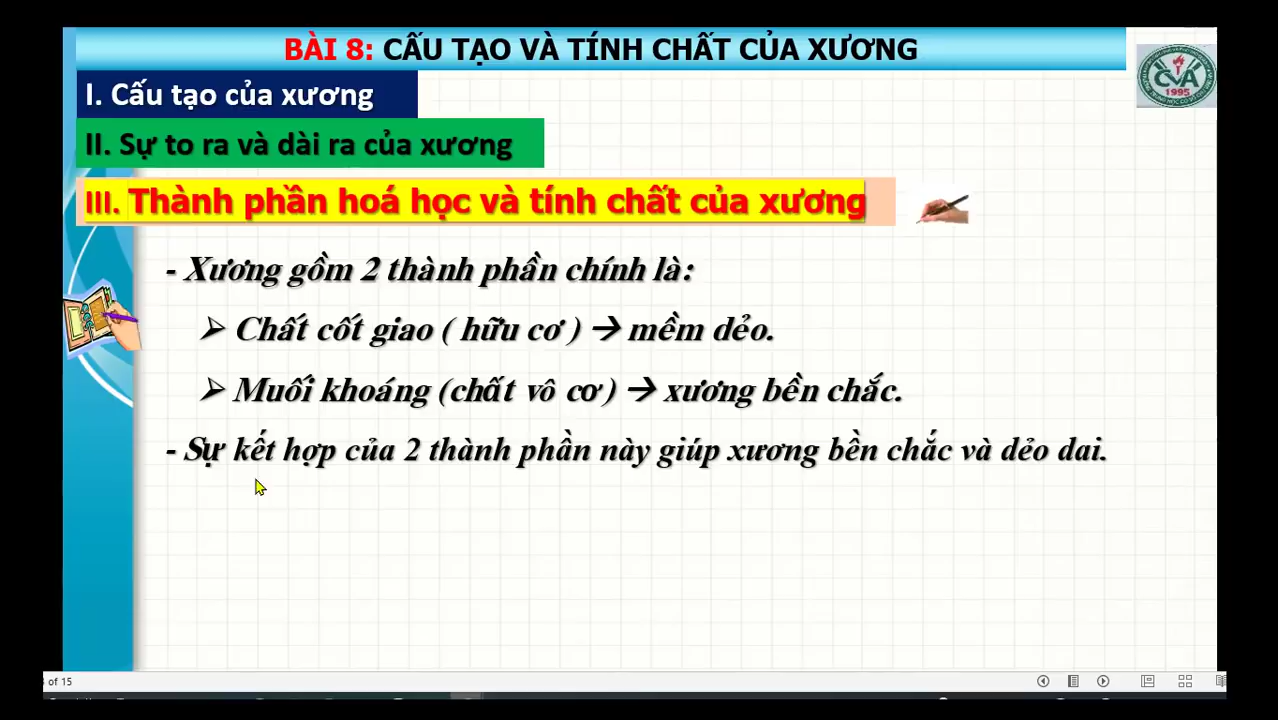 BÀI 8: CẤU TẠO VÀ TÍNH CHẤT CỦA XƯƠNG
I. Cấu tạo của xương
CVA
1995
II. Sự to ra và dài ra của xương
III. Thành phần hoá học và tính chất của xương
- Xương gồm 2 thành phần chính là:
➢ Chất cốt giao ( hữu cơ ) → mềm dẻo.
➢ Muối khoáng (chất vô cơ ) → xương bền chắc.
- Sự kết hợp của 2 thành phần này giúp xương bền chắc và dẻo dai.
of 15